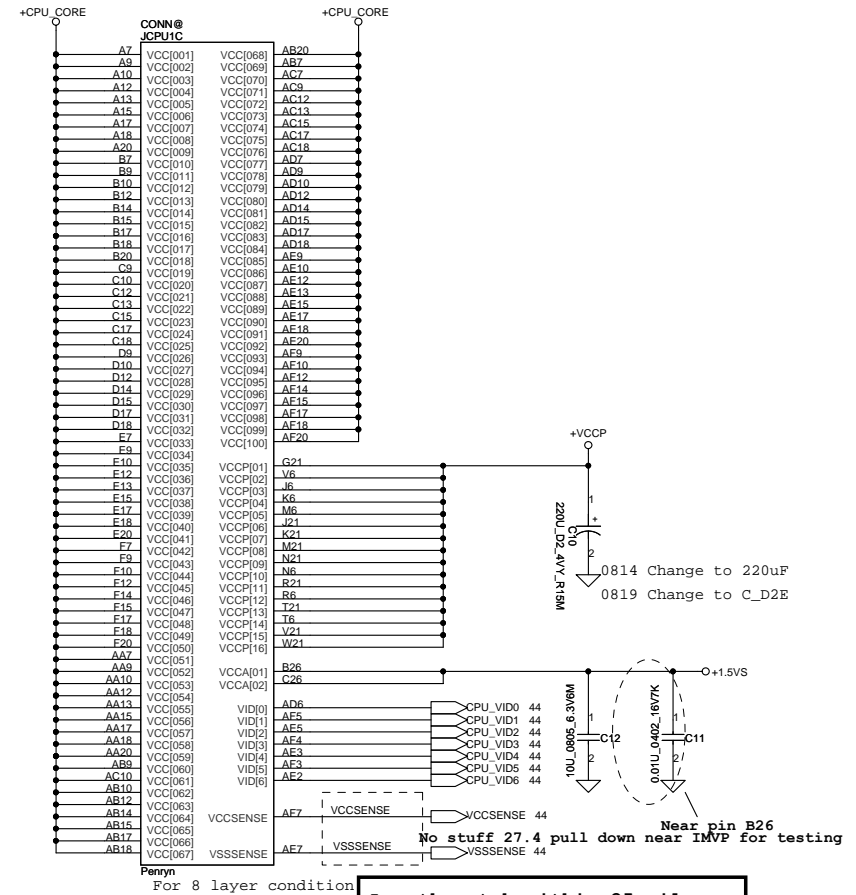 +CPU_CORE
+CPU_CORE
CONN@
JCPU1C
A7 VCC[001] VCC[068] AB20
A9 VCC[002] VCC[069] AB7
A10 VCC[003] VCC[070] AC7
A12 VCC[004] VCC[071] AC9
A13 VCC[005] VCC[072] AC12
A15 VCC[006] VCC[073] AC13
A17 VCC[007] VCC[074] AC15
A18 VCC[008] VCC[075] AC17
A20 VCC[009] VCC[076] AC18
B7 VCC[010] VCC[077] AD7
B9 VCC[011] VCC[078] AD9
B10 VCC[012] VCC[079] AD10
B12 VCC[013] VCC[080] AD12
B14 VCC[014] VCC[081] AD14
B15 VCC[015] VCC[082] AD15
B17 VCC[016] VCC[083] AD17
B18 VCC[017] VCC[084] AD18
B20 VCC[018] VCC[085] AE9
C9 VCC[019] VCC[086] AE10
C10 VCC[020] VCC[087] AE12
C12 VCC[021] VCC[088] AE13
C13 VCC[022] VCC[089] AE15
C15 VCC[023] VCC[090] AE17
C17 VCC[024] VCC[091] AE18
C18 VCC[025] VCC[092] AE20
D9 VCC[026] VCC[093] AF9
D10 VCC[027] VCC[094] AF10
D12 VCC[028] VCC[095] AF12
D14 VCC[029] VCC[096] AF14
D15 VCC[030] VCC[097] AF15
D17 VCC[031] VCC[098] AF17
D18 VCC[032] VCC[099] AF18
E7 VCC[033] VCC[100] AF20
E9 VCC[034]
E10 VCC[035] VCCP[01] G21
E12 VCC[036] VCCP[02] V6
E13 VCC[037] VCCP[03] J6
E15 VCC[038] VCCP[04] K6
E17 VCC[039] VCCP[05] M6
E18 VCC[040] VCCP[06] J21
E20 VCC[041] VCCP[07] K21
F7 VCC[042] VCCP[08] M21
F9 VCC[043] VCCP[09] N21
F10 VCC[044] VCCP[10] N6
F12 VCC[045] VCCP[11] R21
F14 VCC[046] VCCP[12] R6
F15 VCC[047] VCCP[13] T21
F17 VCC[048] VCCP[14] T6
F18 VCC[049] VCCP[15] V21
F20 VCC[050] VCCP[16] W21
AA7 VCC[051]
AA9 VCC[052] VCCA[01] B26
AA10 VCC[053] VCCA[02] C26
AA12 VCC[054]
AA13 VCC[055] VID[0] AD6 CPU_VID0 44
AA15 VCC[056] VID[1] AF5 CPU_VID1 44
AA17 VCC[057] VID[2] AE5 CPU_VID2 44
AA18 VCC[058] VID[3] AF4 CPU_VID3 44
AA20 VCC[059] VID[4] AE3 CPU_VID4 44
AB9 VCC[060] VID[5] AF3 CPU_VID5 44
AC10 VCC[061] VID[6] AE2 CPU_VID6 44
AB10 VCC[062]
AB12 VCC[063]
AB14 VCC[064] VCCSENSE AF7 VCCSENSE VCCSENSE 44
AB15 VCC[065]
AB17 VCC[066]
AB18 VCC[067] VSSSENSE AE7 VSSSENSE VSSSENSE 44
Penryn
+VCCP
1
+
C10
220U_D2_4VY_R15M
2
0814 Change to 220uF
0819 Change to C_D2E
+1.5VS
10U_0805_6.3V6M
1
C12
2
0.01U_0402_16V7K
1
C11
2
Near pin B26
No stuff 27.4 pull down near IMVP for testing
For 8 layer condition